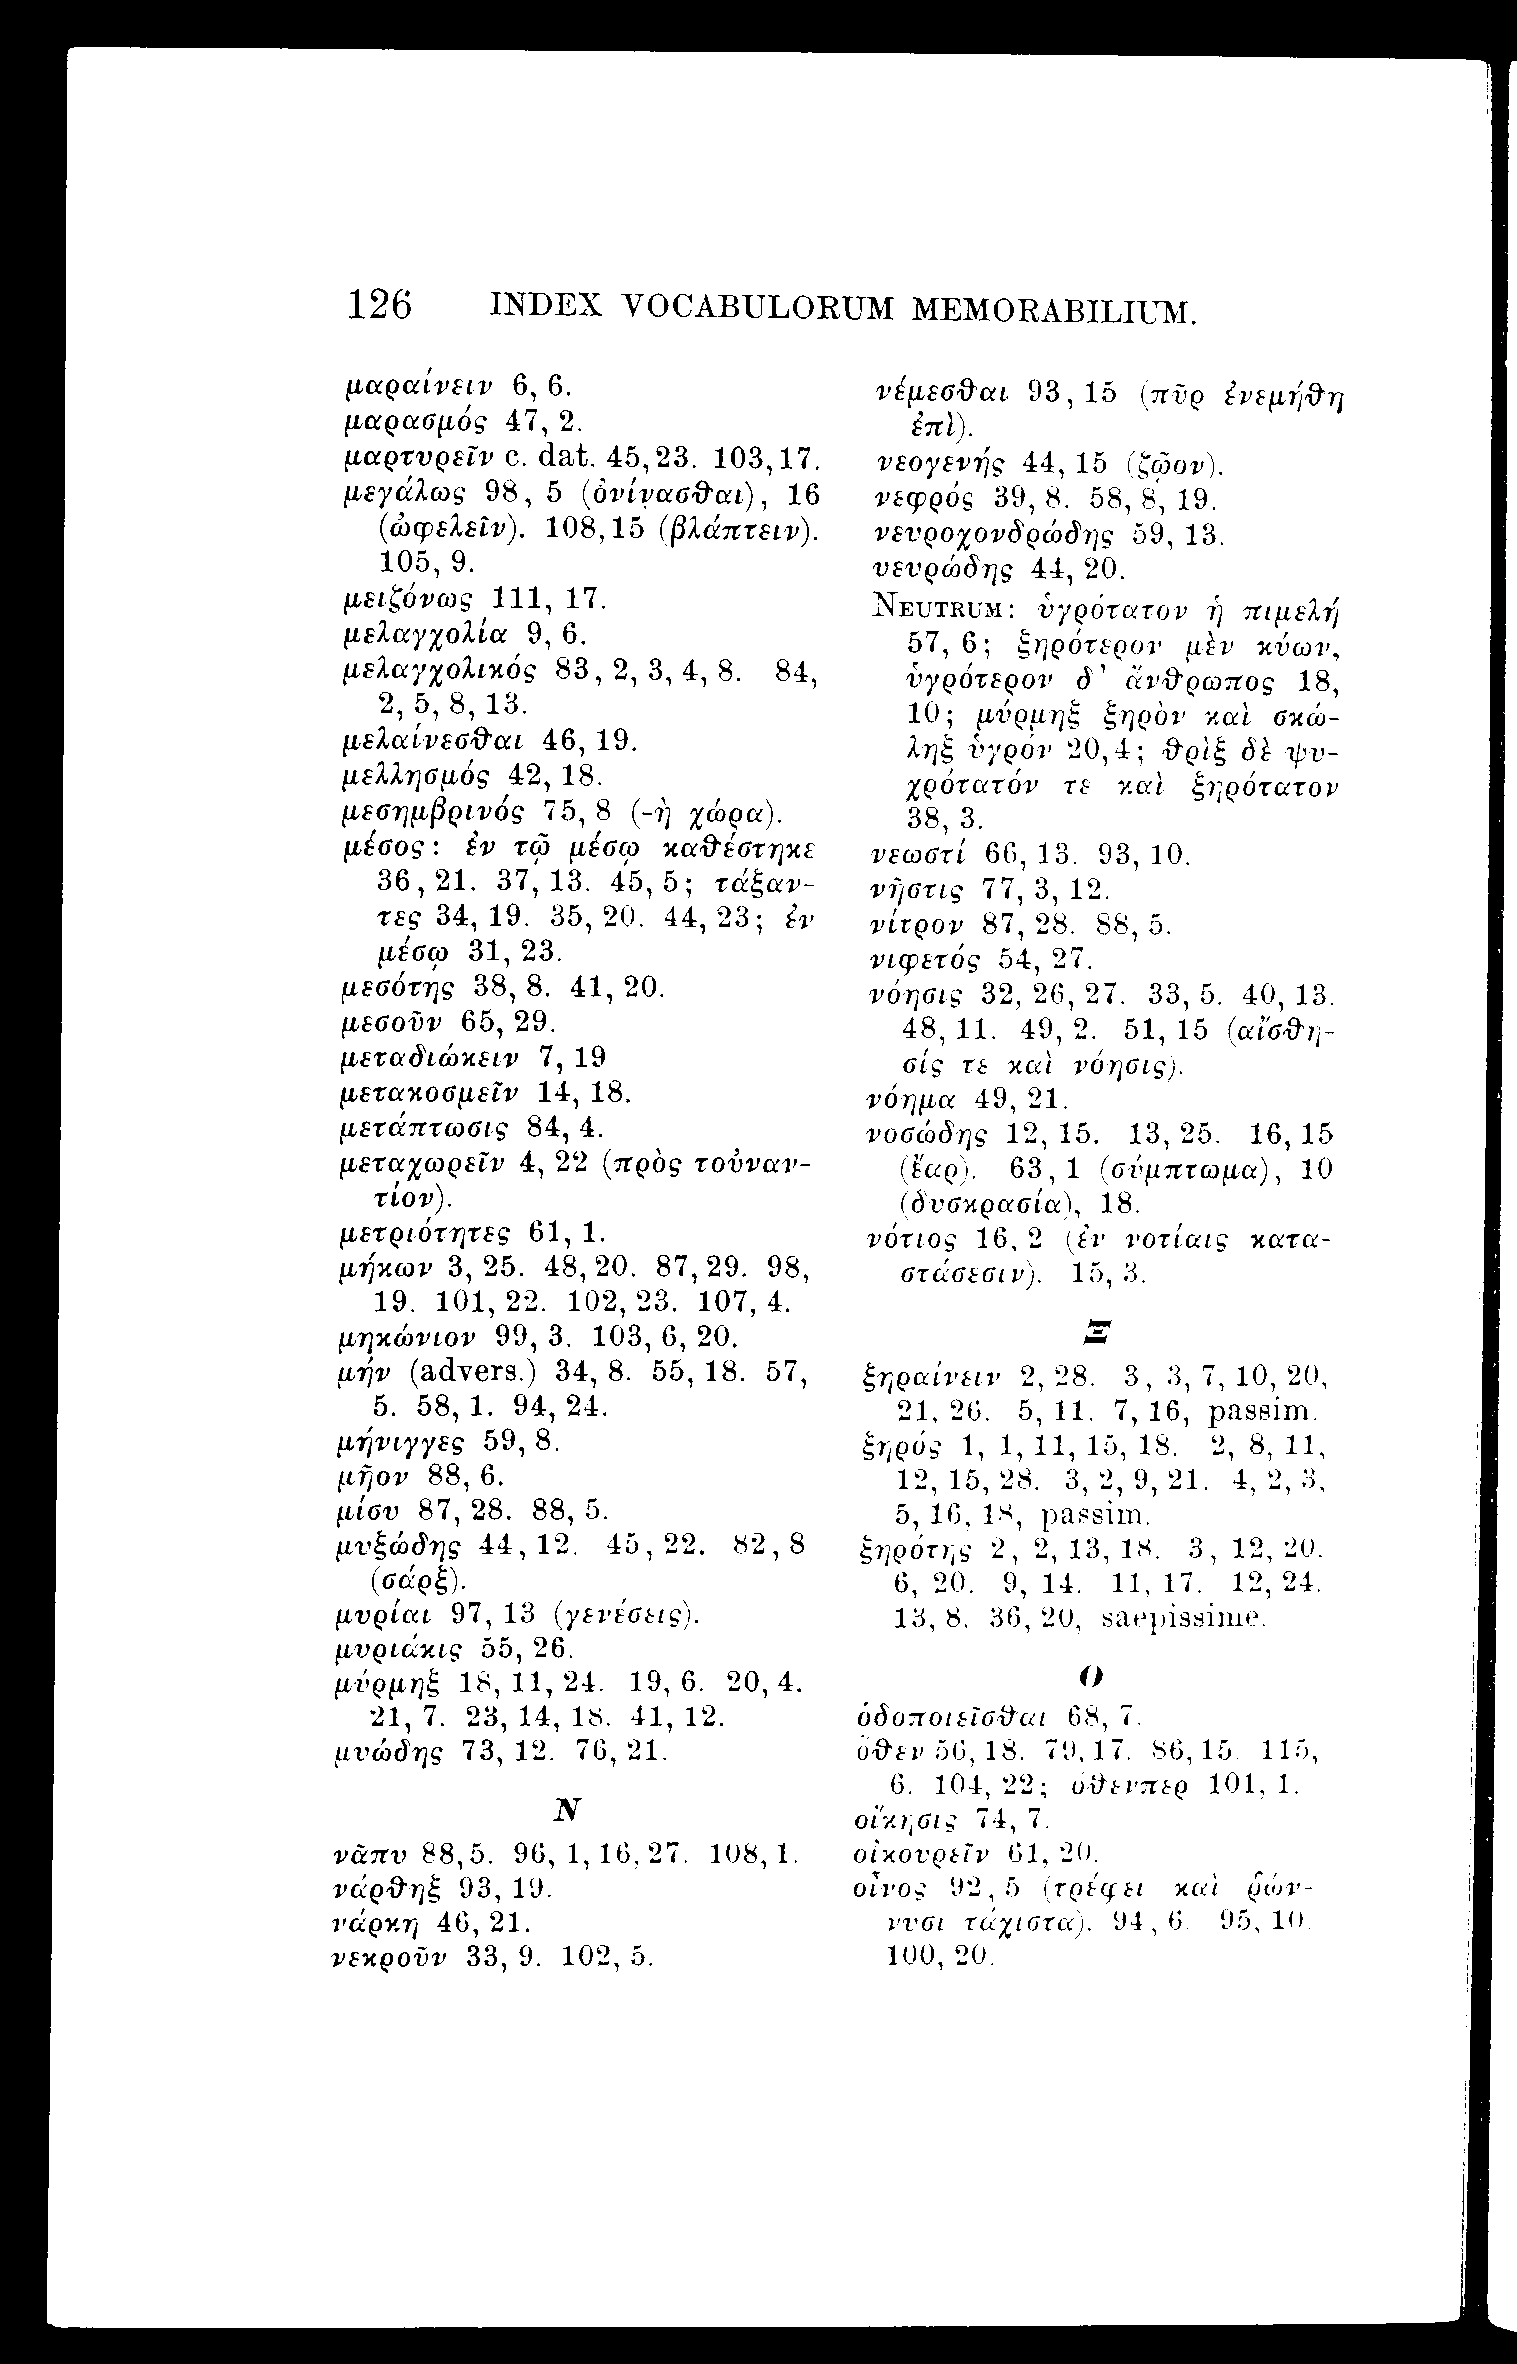 126 INDEX VOCABULORUM MEMORABILIUM.
μαραίνειν 6, 6.
μαρασμός 47, 2.
μαρτυρεῖν c. dat. 45, 23. 103, 17.
μεγάλως 98, 5 (ὀνίνασθαι), 16
(ὠφελεῖν). 108, 15 (βλάπτειν).
105, 9.
μειζόνως 111, 17.
μελαγχολία 9, 6.
μελαγχολικός 83, 2, 3, 4, 8. 84,
2, 5, 8, 13.
μελαίνεσθαι 46, 19.
μελλησμός 42, 18.
μεσημβρινός 75, 8 (-ὴ χώρα).
μέσος: ἐν τῷ μέσῳ καθέστηκε
36, 21. 37, 13. 45, 5; τάξαν-
τες 34, 19. 35, 20. 44, 23; ἐν
μέσῳ 31, 23.
μεσότης 38, 8. 41, 20.
μεσοῦν 65, 29.
μεταδιώκειν 7, 19
μετακοσμεῖν 14, 18.
μετάπτωσις 84, 4.
μεταχωρεῖν 4, 22 (πρὸς τοὐναν-
τίον).
μετριότητες 61, 1.
μήκων 3, 25. 48, 20. 87, 29. 98,
19. 101, 22. 102, 23. 107, 4.
μηκώνιον 99, 3. 103, 6, 20.
μήν (advers.) 34, 8. 55, 18. 57,
5. 58, 1. 94, 24.
μήνιγγες 59, 8.
μῆον 88, 6.
μίσυ 87, 28. 88, 5.
μυξώδης 44, 12. 45, 22. 82, 8
(σάρξ).
μυρίαι 97, 13 (γενέσεις).
μυριάκις 55, 26.
μύρμηξ 18, 11, 24. 19, 6. 20, 4.
21, 7. 23, 14, 18. 41, 12.
μυώδης 73, 12. 76, 21.
N
νᾶπυ 88, 5. 96, 1, 16, 27. 108, 1.
νάρθηξ 93, 19.
νάρκη 46, 21.
νεκροῦν 33, 9. 102, 5.
νέμεσθαι 93, 15 (πῦρ ἐνεμήθη
ἐπὶ).
νεογενής 44, 15 (ζῷον).
νεφρός 39, 8. 58, 8, 19.
νευροχονδρώδης 59, 13.
νευρώδης 44, 20.
NEUTRUM: ὑγρότατον ἡ πιμελή
57, 6; ξηρότερον μὲν κύων,
ὑγρότερον δ' ἄνθρωπος 18,
10; μύρμηξ ξηρὸν καὶ σκώ-
ληξ ὑγρόν 20, 4; θρὶξ δὲ ψυ-
χρότατόν τε καὶ ξηρότατον
38, 3.
νεωστί 66, 13. 93, 10.
νῆστις 77, 3, 12.
νίτρον 87, 28. 88, 5.
νιφετός 54, 27.
νόησις 32, 26, 27. 33, 5. 40, 13.
48, 11. 49, 2. 51, 15 (αἴσθη-
σίς τε καὶ νόησις).
νόημα 49, 21.
νοσώδης 12, 15. 13, 25. 16, 15
(ἔαρ). 63, 1 (σύμπτωμα), 10
(δυσκρασία), 18.
νότιος 16, 2 (ἐν νοτίαις κατα-
στάσεσιν). 15, 3.
Ξ
ξηραίνειν 2, 28. 3, 3, 7, 10, 20,
21, 26. 5, 11. 7, 16, passim.
ξηρός 1, 1, 11, 15, 18. 2, 8, 11,
12, 15, 28. 3, 2, 9, 21. 4, 2, 3,
5, 16, 18, passim.
ξηρότης 2, 2, 13, 18. 3, 12, 20.
6, 20. 9, 14. 11, 17. 12, 24.
13, 8. 36, 20, saepissime.
O
ὁδοποιεῖσθαι 68, 7.
ὅθεν 56, 18. 79, 17. 86, 15. 115,
6. 104, 22; ὅθενπερ 101, 1.
οἴκησις 74, 7.
οἰκουρεῖν 61, 20.
οἶνος 92, 5 (τρέφει καὶ ῥών-
νυσι τάχιστα). 94, 6. 95, 10.
100, 20.